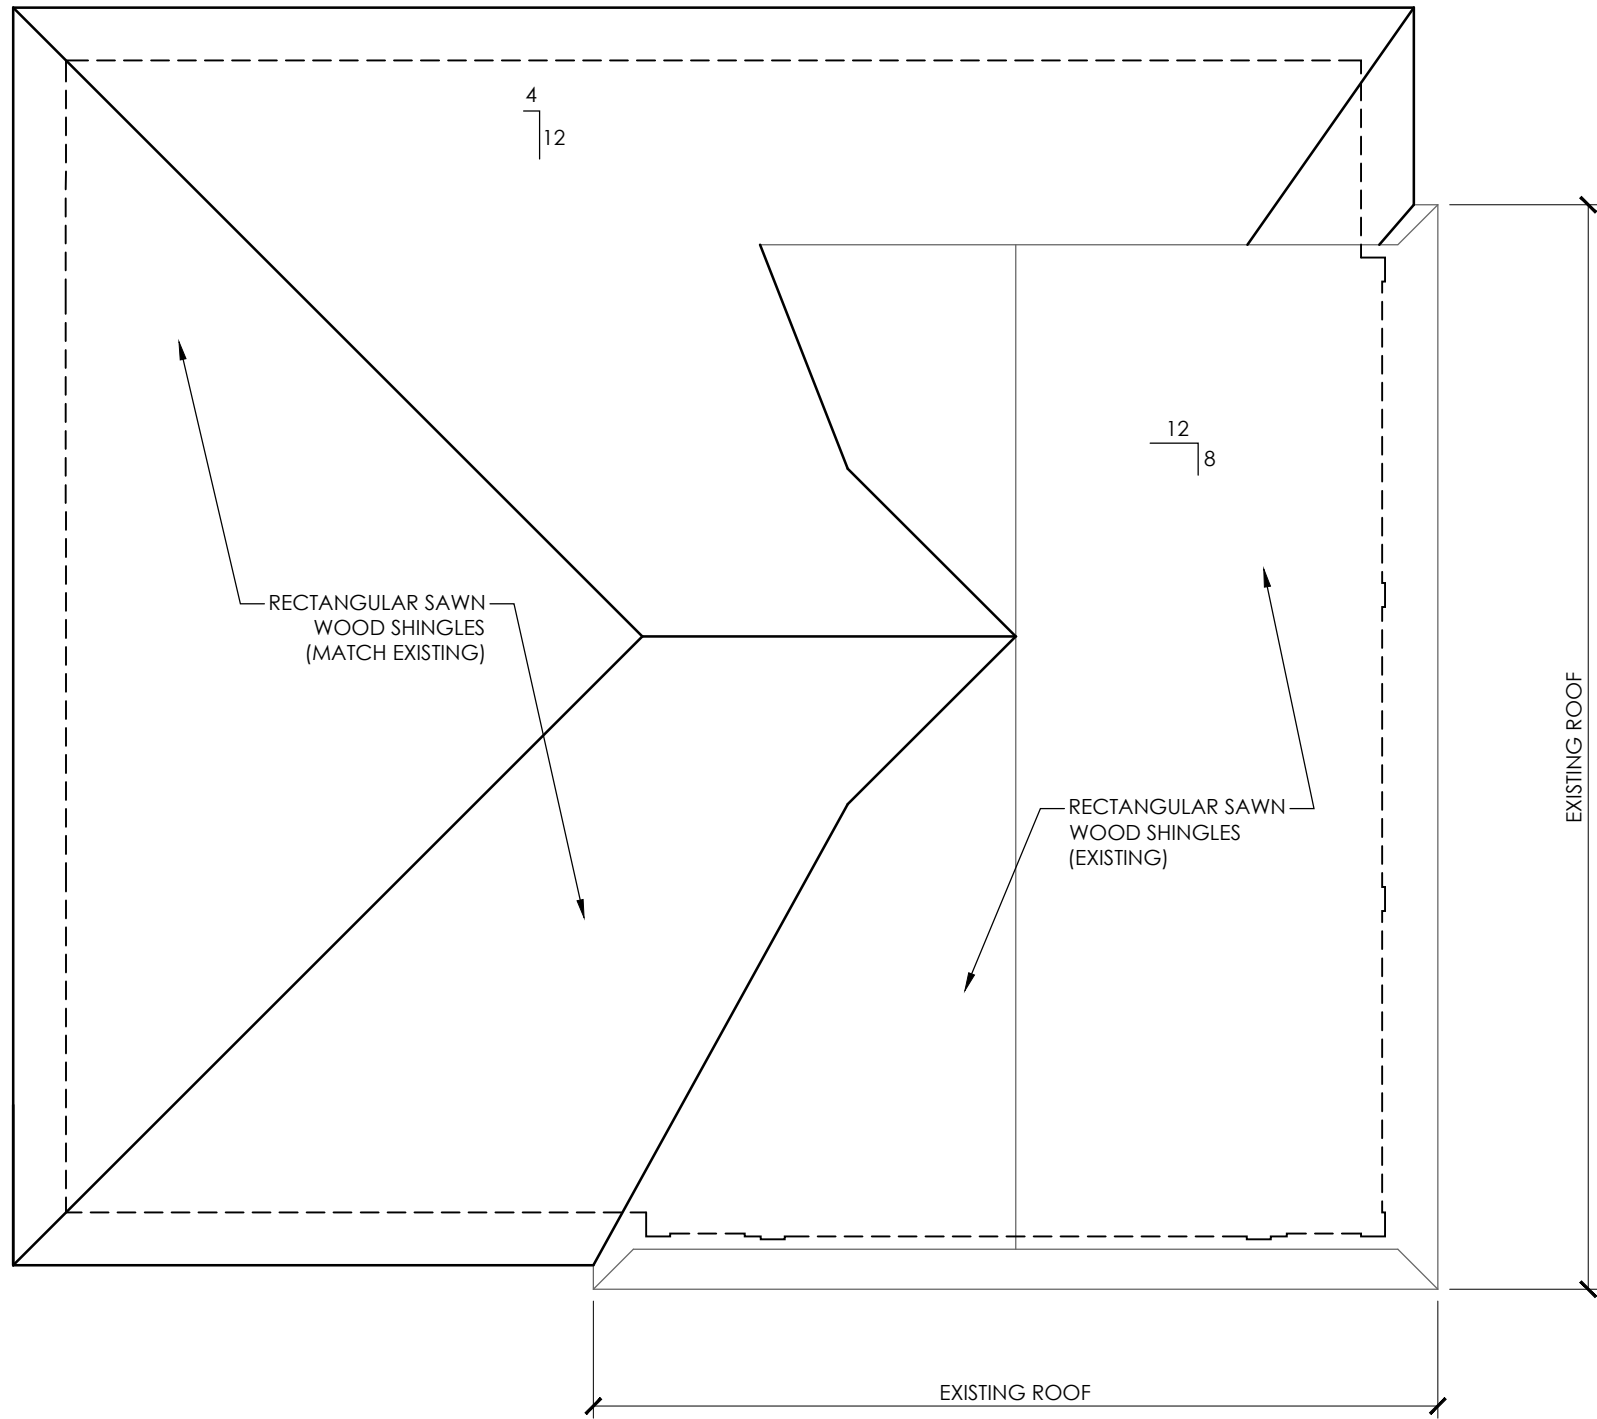 4
12
12
8
RECTANGULAR SAWN
WOOD SHINGLES
(MATCH EXISTING)
RECTANGULAR SAWN
WOOD SHINGLES
(EXISTING)
EXISTING ROOF
EXISTING ROOF